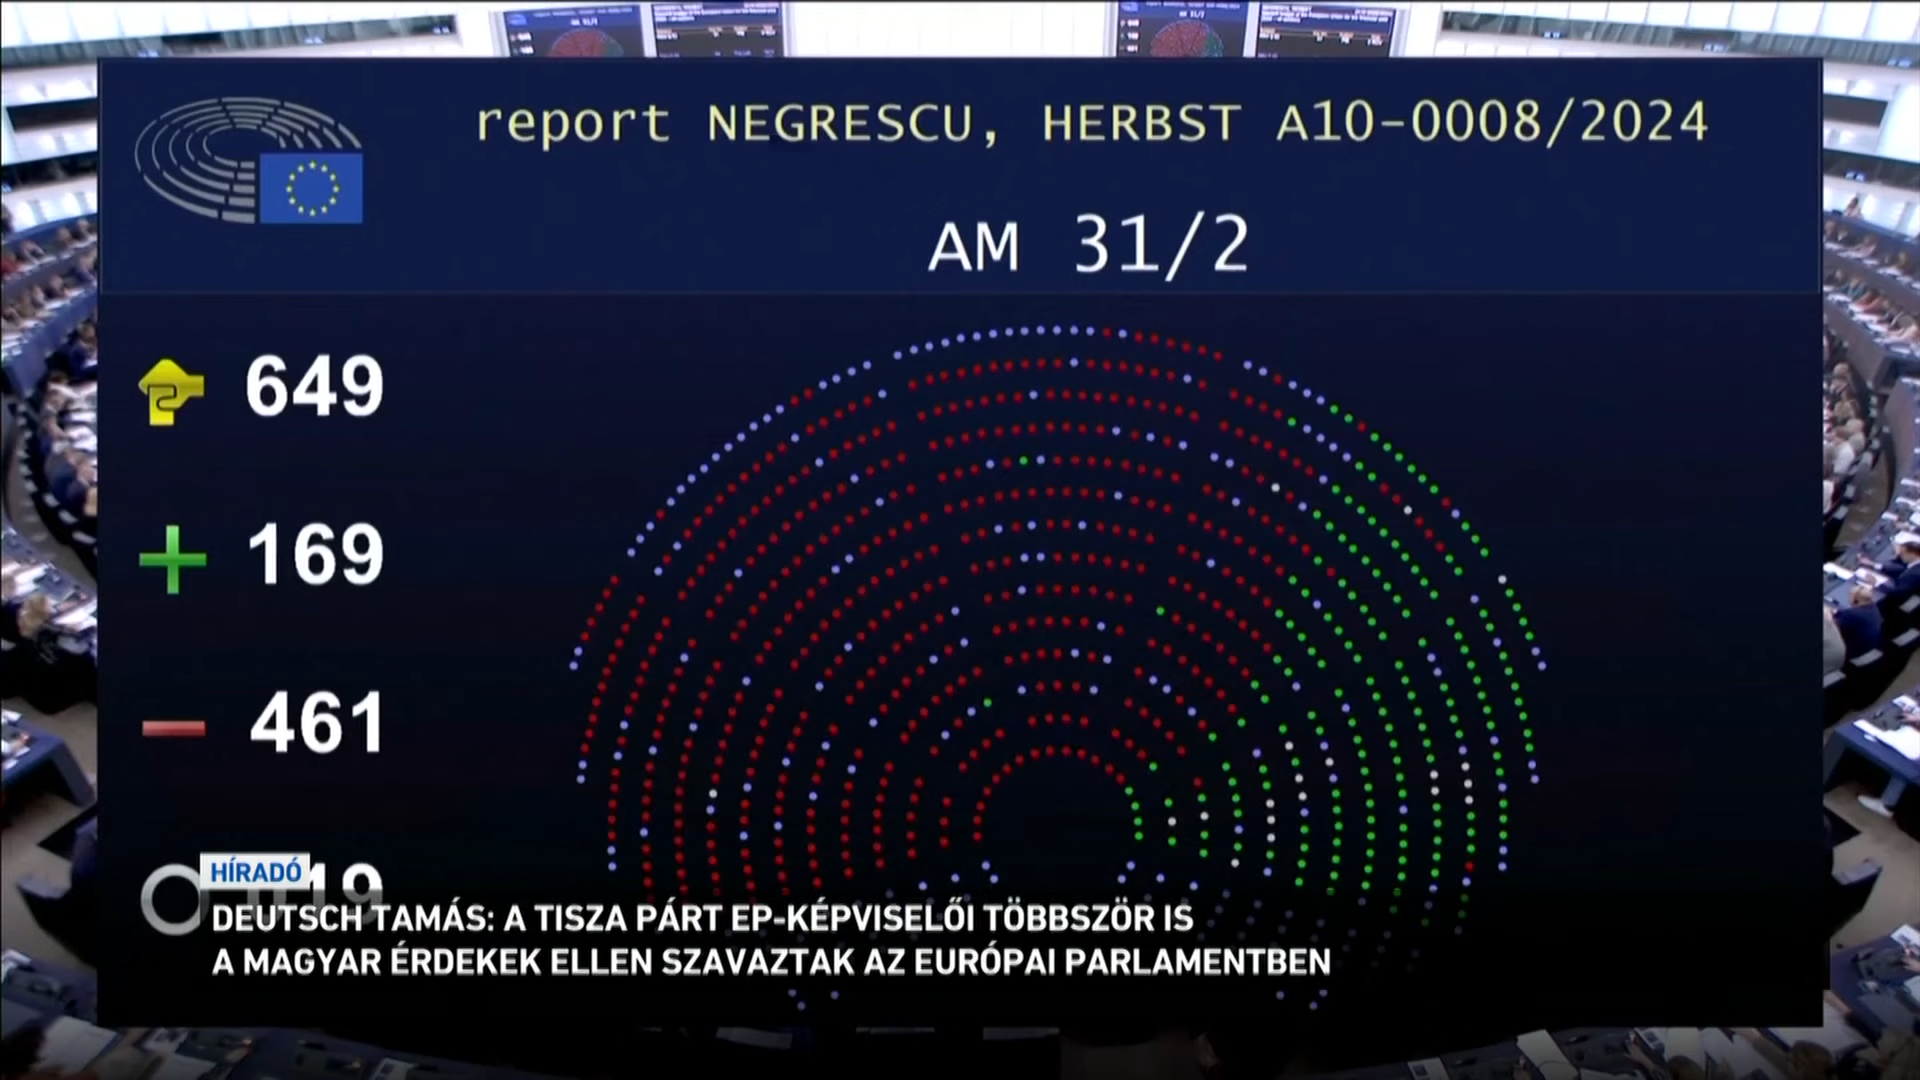 report NEGRESCU, HERBST A10-0008/2024
AM 31/2
649
169
461
HÍRADÓ
DEUTSCH TAMÁS: A TISZA PÁRT EP-KÉPVISELŐI TÖBBSZÖR IS
A MAGYAR ÉRDEKEK ELLEN SZAVAZTAK AZ EURÓPAI PARLAMENTBEN